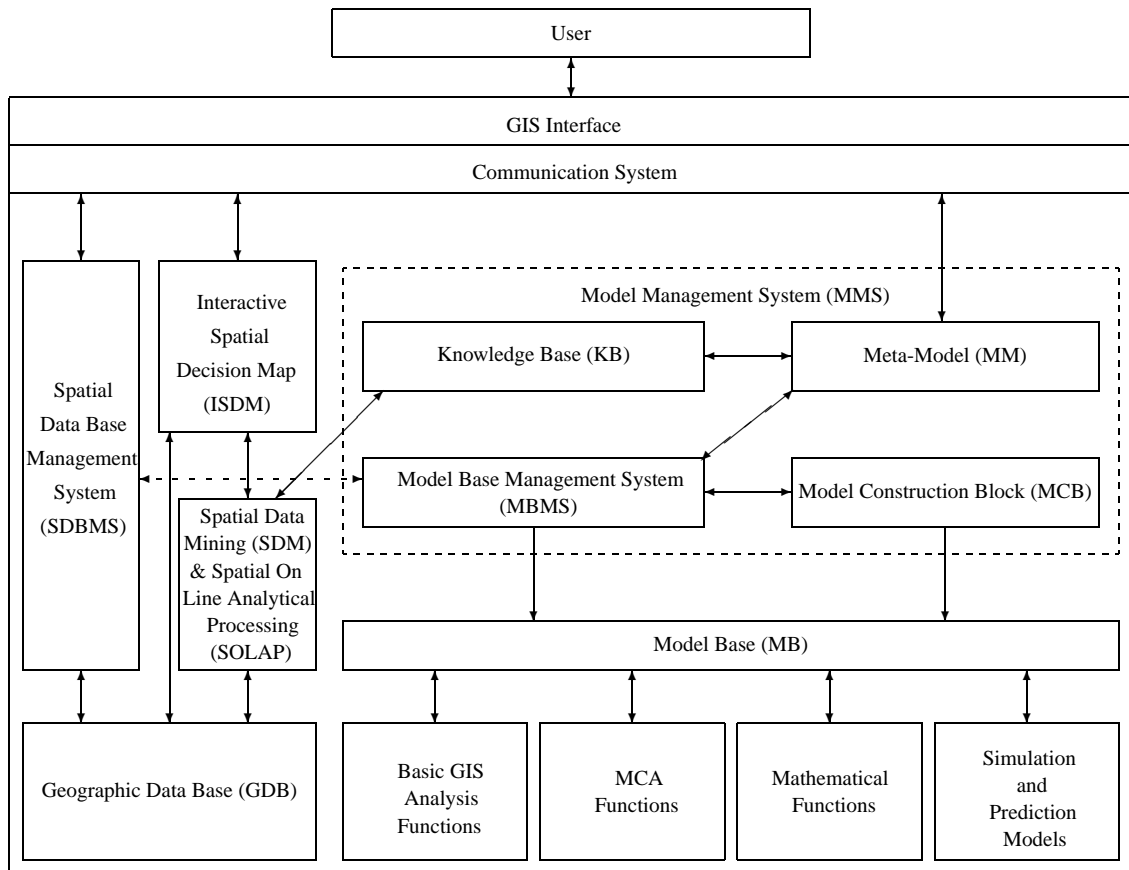 User
GIS Interface
Communication System
Spatial
Data Base
Management
System
(SDBMS)
Interactive
Spatial
Decision Map
(ISDM)
Spatial Data
Mining (SDM)
& Spatial On
Line Analytical
Processing
(SOLAP)
Geographic Data Base (GDB)
Model Management System (MMS)
Knowledge Base (KB)
Meta-Model (MM)
Model Base Management System
(MBMS)
Model Construction Block (MCB)
Model Base (MB)
Basic GIS
Analysis
Functions
MCA
Functions
Mathematical
Functions
Simulation
and
Prediction
Models